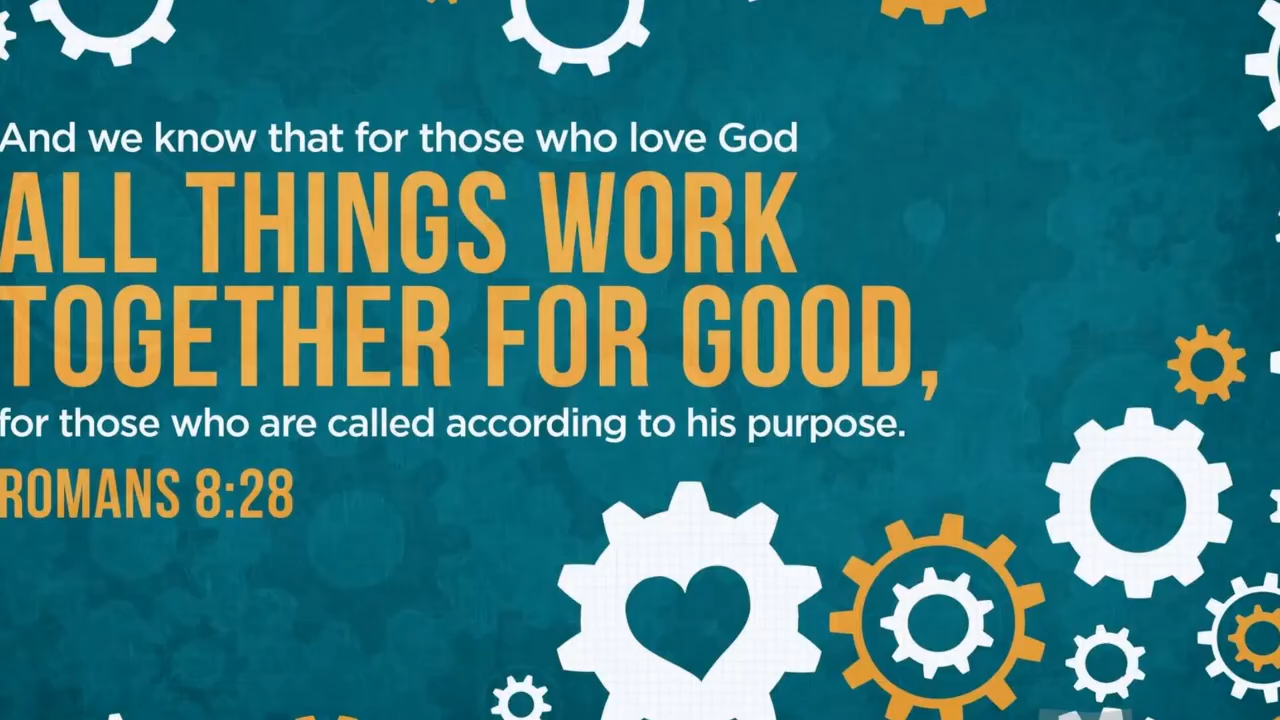 And we know that for those who love God
ALL THINGS WORK
TOGETHER FOR GOOD,
for those who are called according to his purpose.
ROMANS 8:28